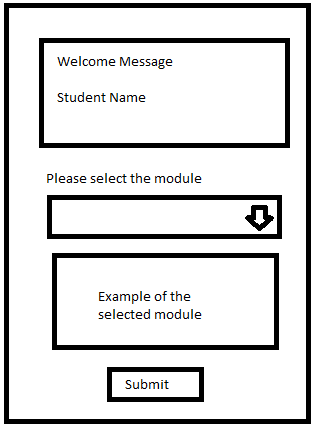 Welcome Message
Student Name
Please select the module
Example of the
selected module
Submit